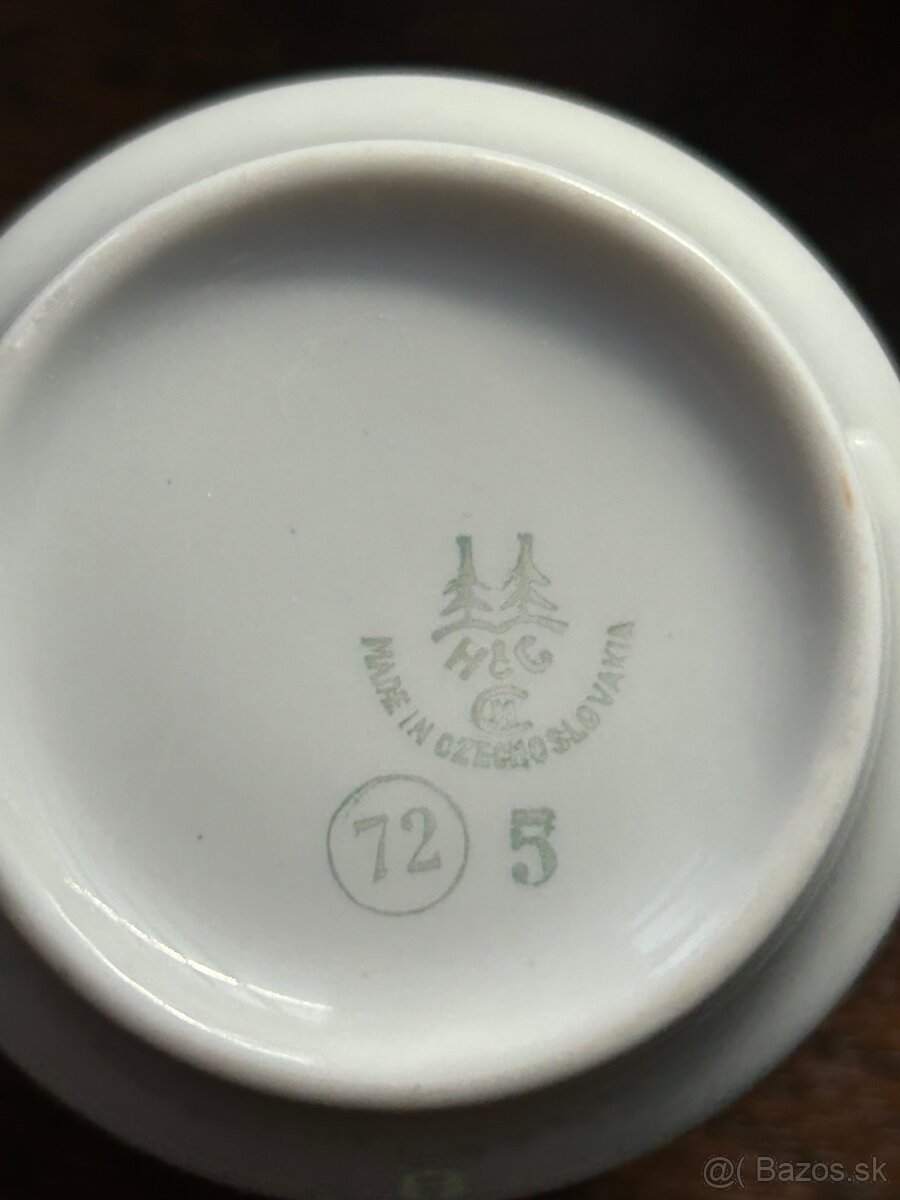 H&C
MADE IN CZECHOSLOVAKIA
72 5
@( Bazos.sk